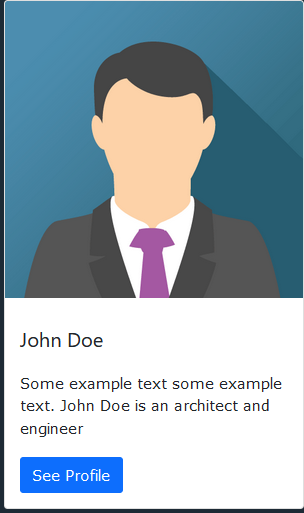 John Doe
Some example text some example
text. John Doe is an architect and
engineer
See Profile